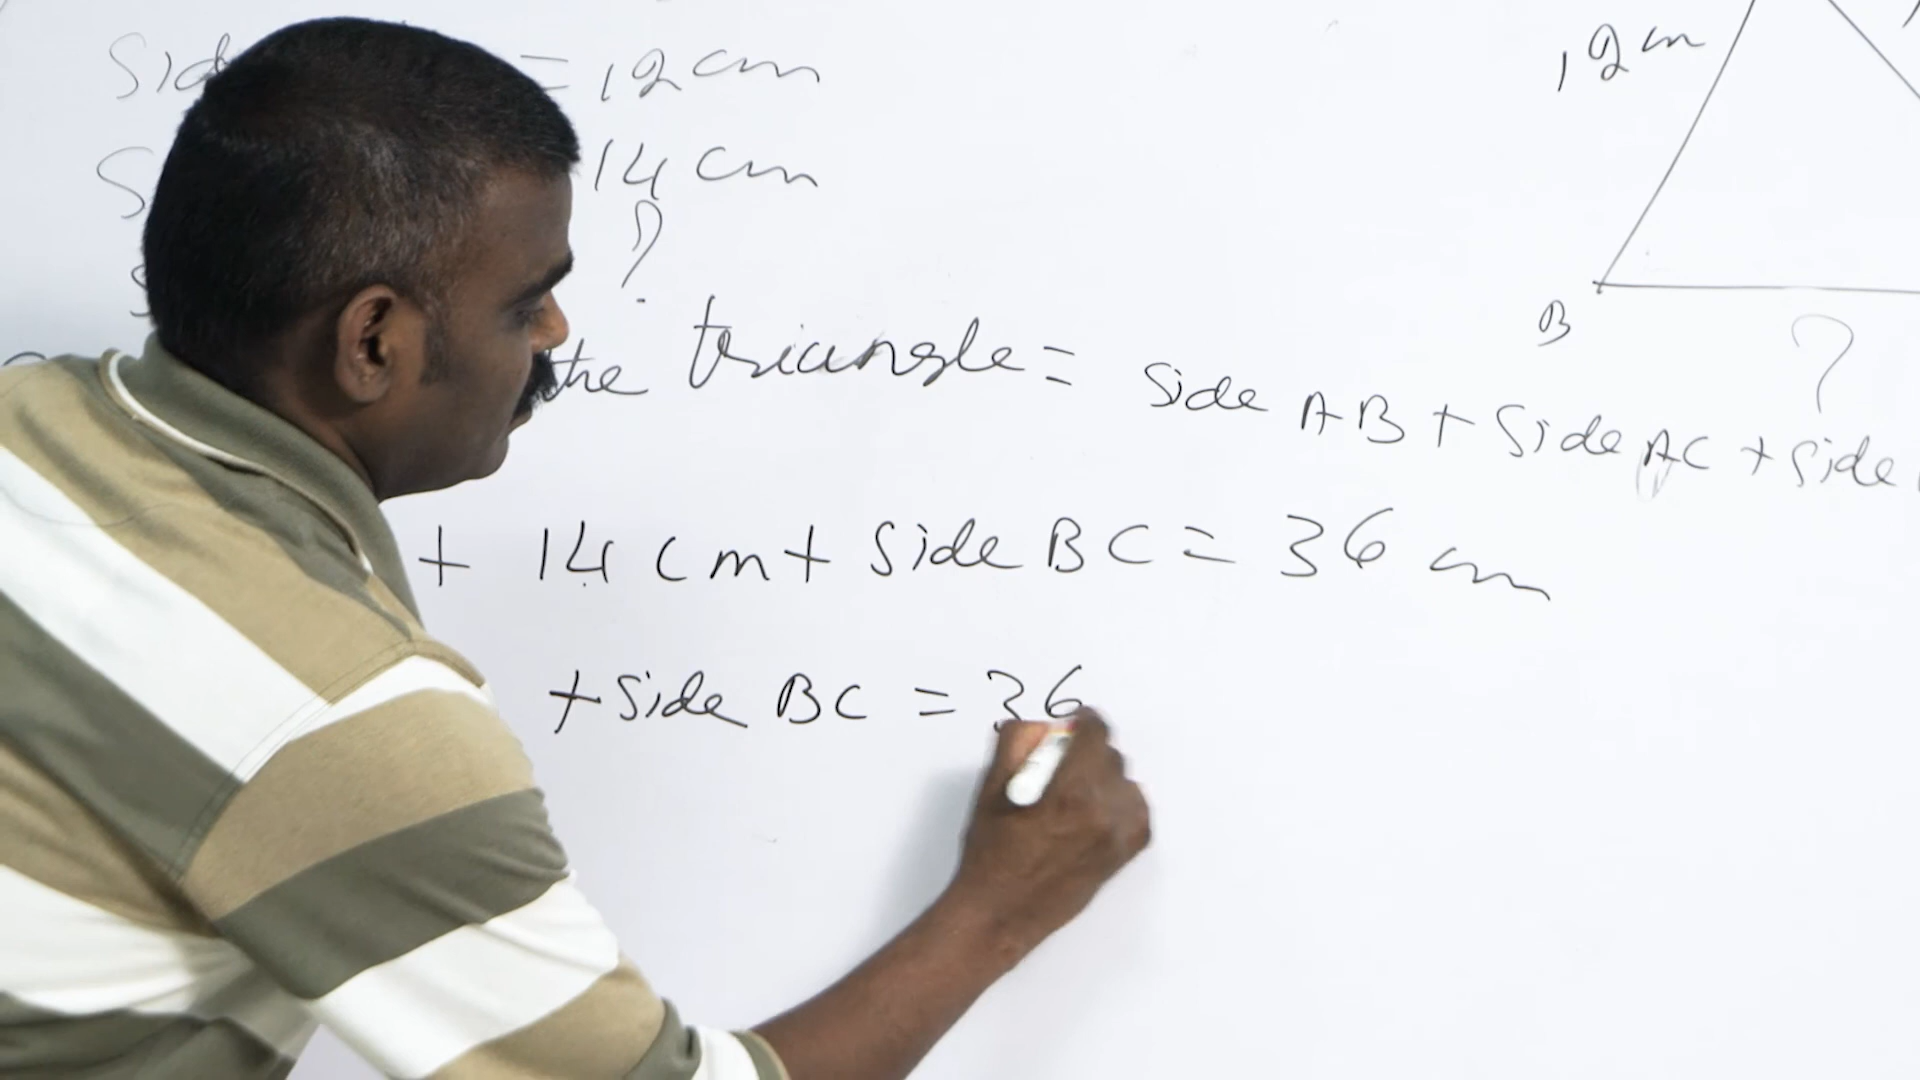 Side = 12 cm
14 cm
?
the triangle = Side AB + Side AC + Side
+ 14 cm + Side BC = 36 cm
+ Side BC = 36
12 cm
B
?